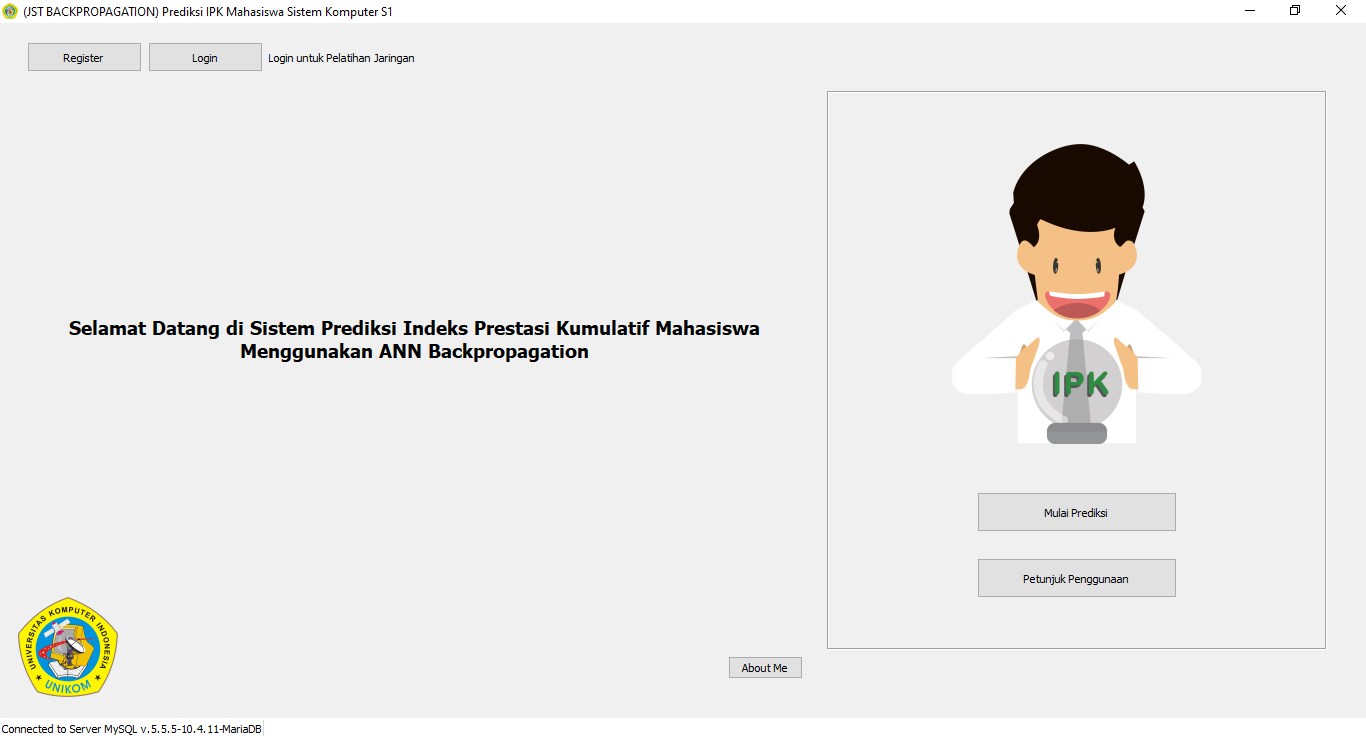 (JST BACKPROPAGATION) Prediksi IPK Mahasiswa Sistem Komputer S1
Register
Login
Login untuk Pelatihan Jaringan
Selamat Datang di Sistem Prediksi Indeks Prestasi Kumulatif Mahasiswa
Menggunakan ANN Backpropagation
IPK
Mulai Prediksi
Petunjuk Penggunaan
UNIVERSITAS KOMPUTER INDONESIA
UNIKOM
About Me
Connected to Server MySQL v.5.5.5-10.4.11-MariaDB